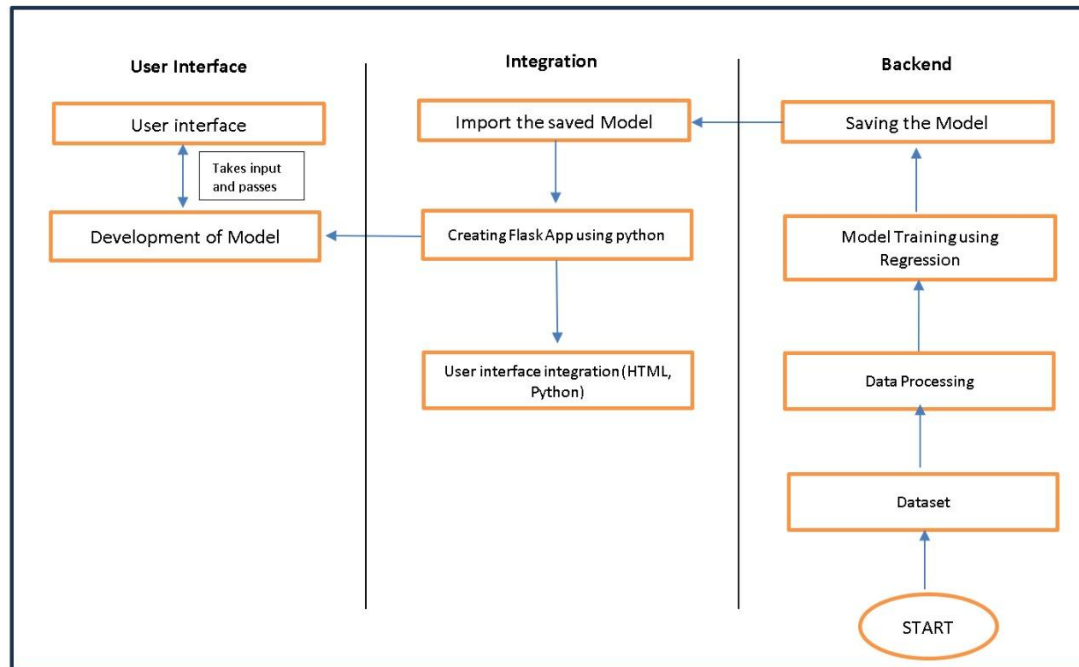 User Interface
User interface
Takes input
and passes
Development of Model
Integration
Import the saved Model
Creating Flask App using python
User interface integration (HTML,
Python)
Backend
Saving the Model
Model Training using
Regression
Data Processing
Dataset
START